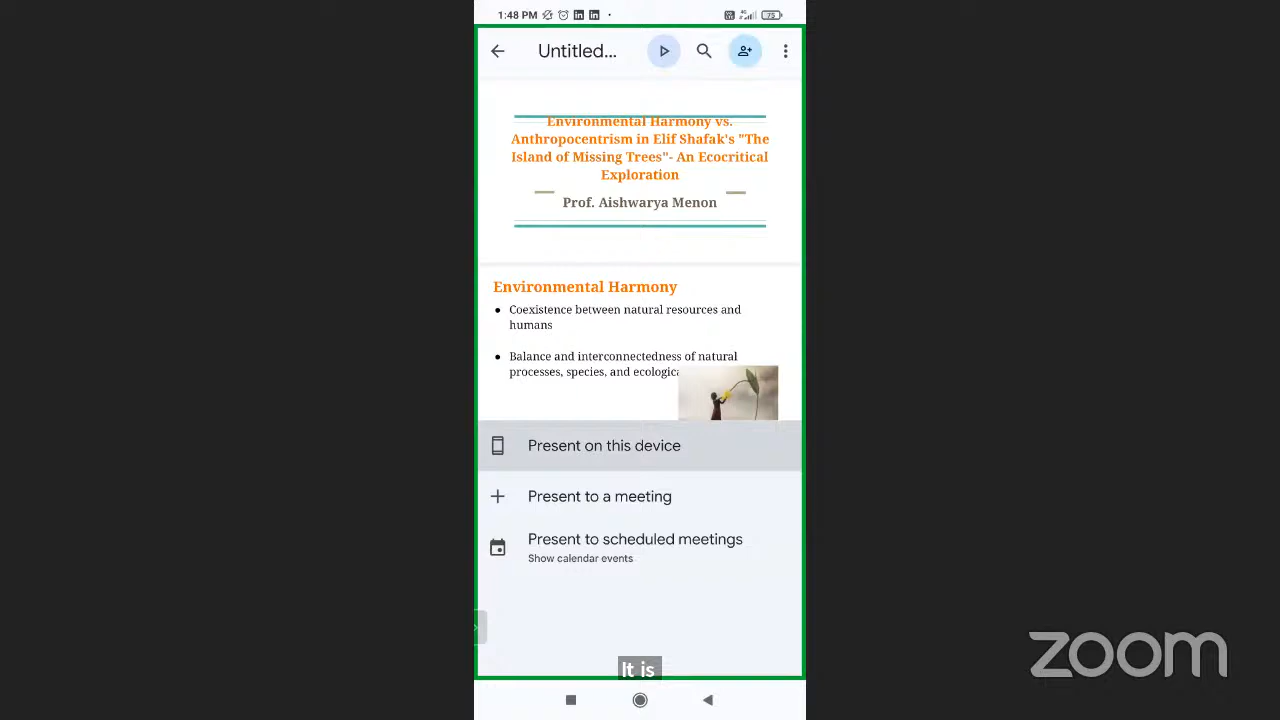 1:48 PM
4G
75
Untitled...
Environmental Harmony vs.
Anthropocentrism in Elif Shafak's "The
Island of Missing Trees"- An Ecocritical
Exploration
Prof. Aishwarya Menon
Environmental Harmony
● Coexistence between natural resources and
humans
● Balance and interconnectedness of natural
processes, species, and ecologica
Present on this device
Present to a meeting
Present to scheduled meetings
Show calendar events
It is
zoom